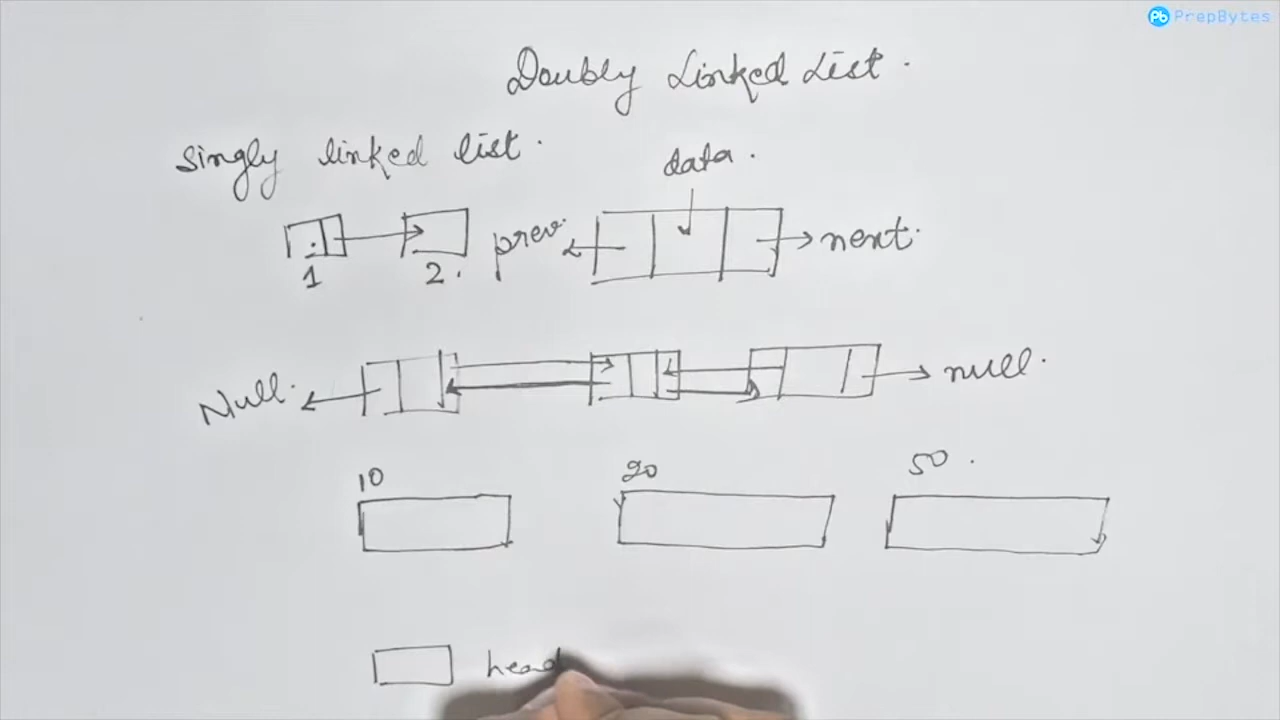 PrepBytes
Doubly Linked List.
Singly linked list.
data.
prev. next.
1 2.
Null. null.
10 20 50.
head